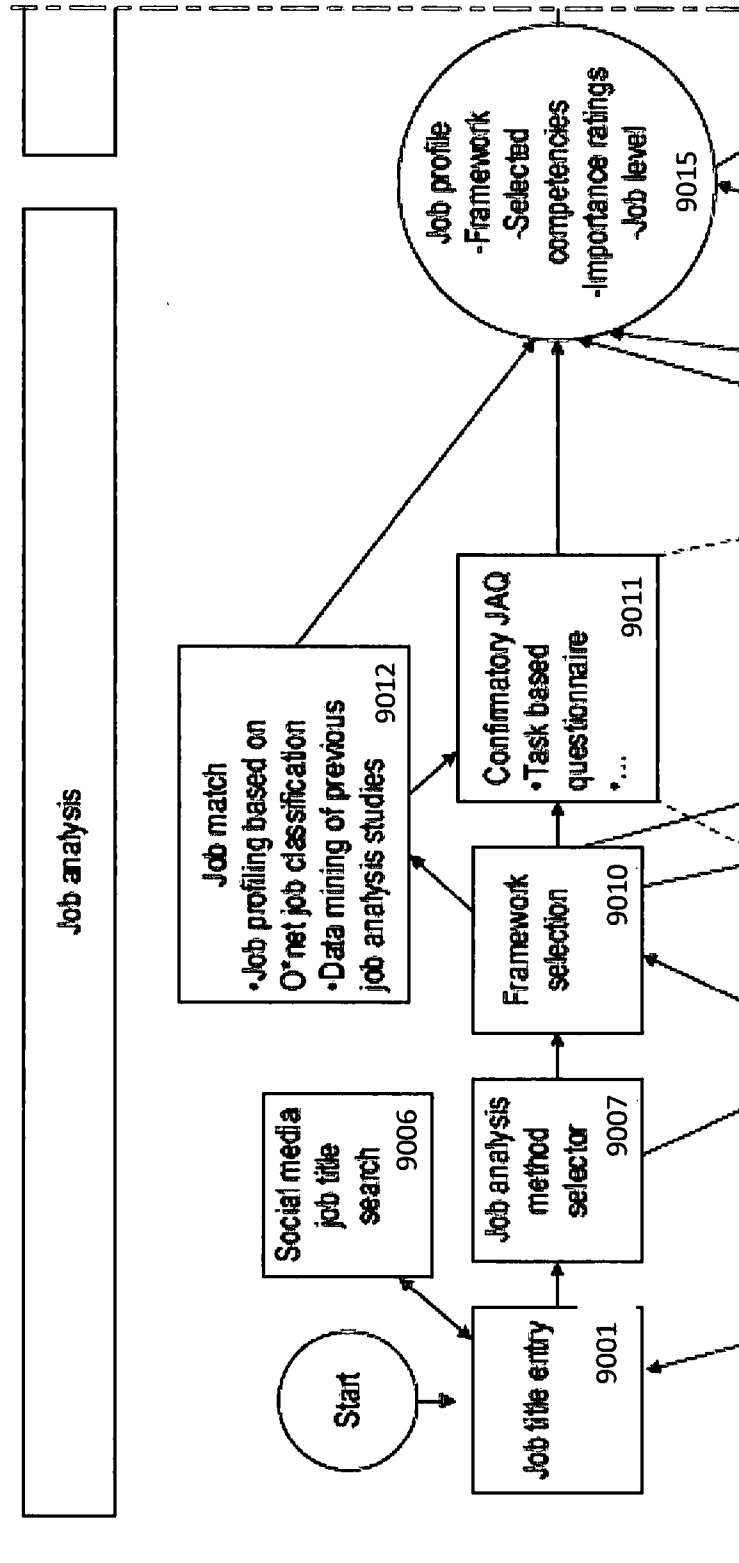 Job analysis
Start
Job title entry
9001
Social media
job title
search
9006
Job analysis
method
selector
9007
Framework
selection
9010
Job match
•Job profiling based on
O*net job classification
•Data mining of previous
job analysis studies
9012
Confirmatory JAQ
•Task based
questionnaire
•...
9011
Job profile
-Framework
-Selected
competencies
-Importance ratings
-Job level
9015